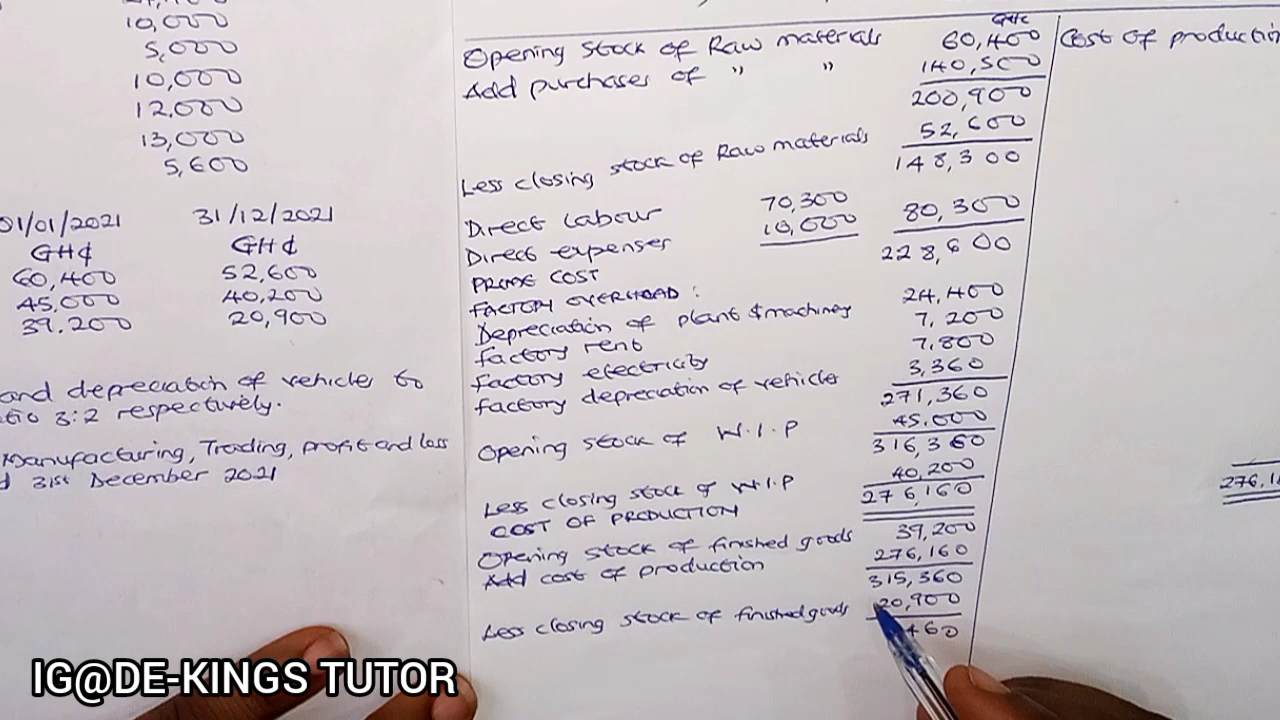 10,000
5,000
10,000
12,000
13,000
5,600
01/01/2021 31/12/2021
GH¢ GH¢
60,400 52,600
45,000 40,200
39,200 20,900
and depreciation of vehicles to
3:2 respectively.
Manufacturing, Trading, profit and loss
31st December 2021
GH¢
Opening stock of Raw materials 60,400
Add purchases of " " 140,500
200,900
Less closing stock of Raw materials 52,600
148,300
Direct Labour 70,300
Direct expenses 10,000 80,300
PRIME COST 228,600
FACTORY OVERHEAD:
Depreciation of plant & machinery 24,400
factory rent 7,200
factory electricity 7,800
factory depreciation of vehicles 3,360
271,360
Opening stock of W.I.P 45,000
316,360
Less closing stock of W.I.P 40,200
COST OF PRODUCTION 276,160
Opening stock of finished goods 39,200
Add cost of production 276,160
315,360
Less closing stock of finished goods 20,900
460
Cost of productio
276,1
IG@DE-KINGS TUTOR